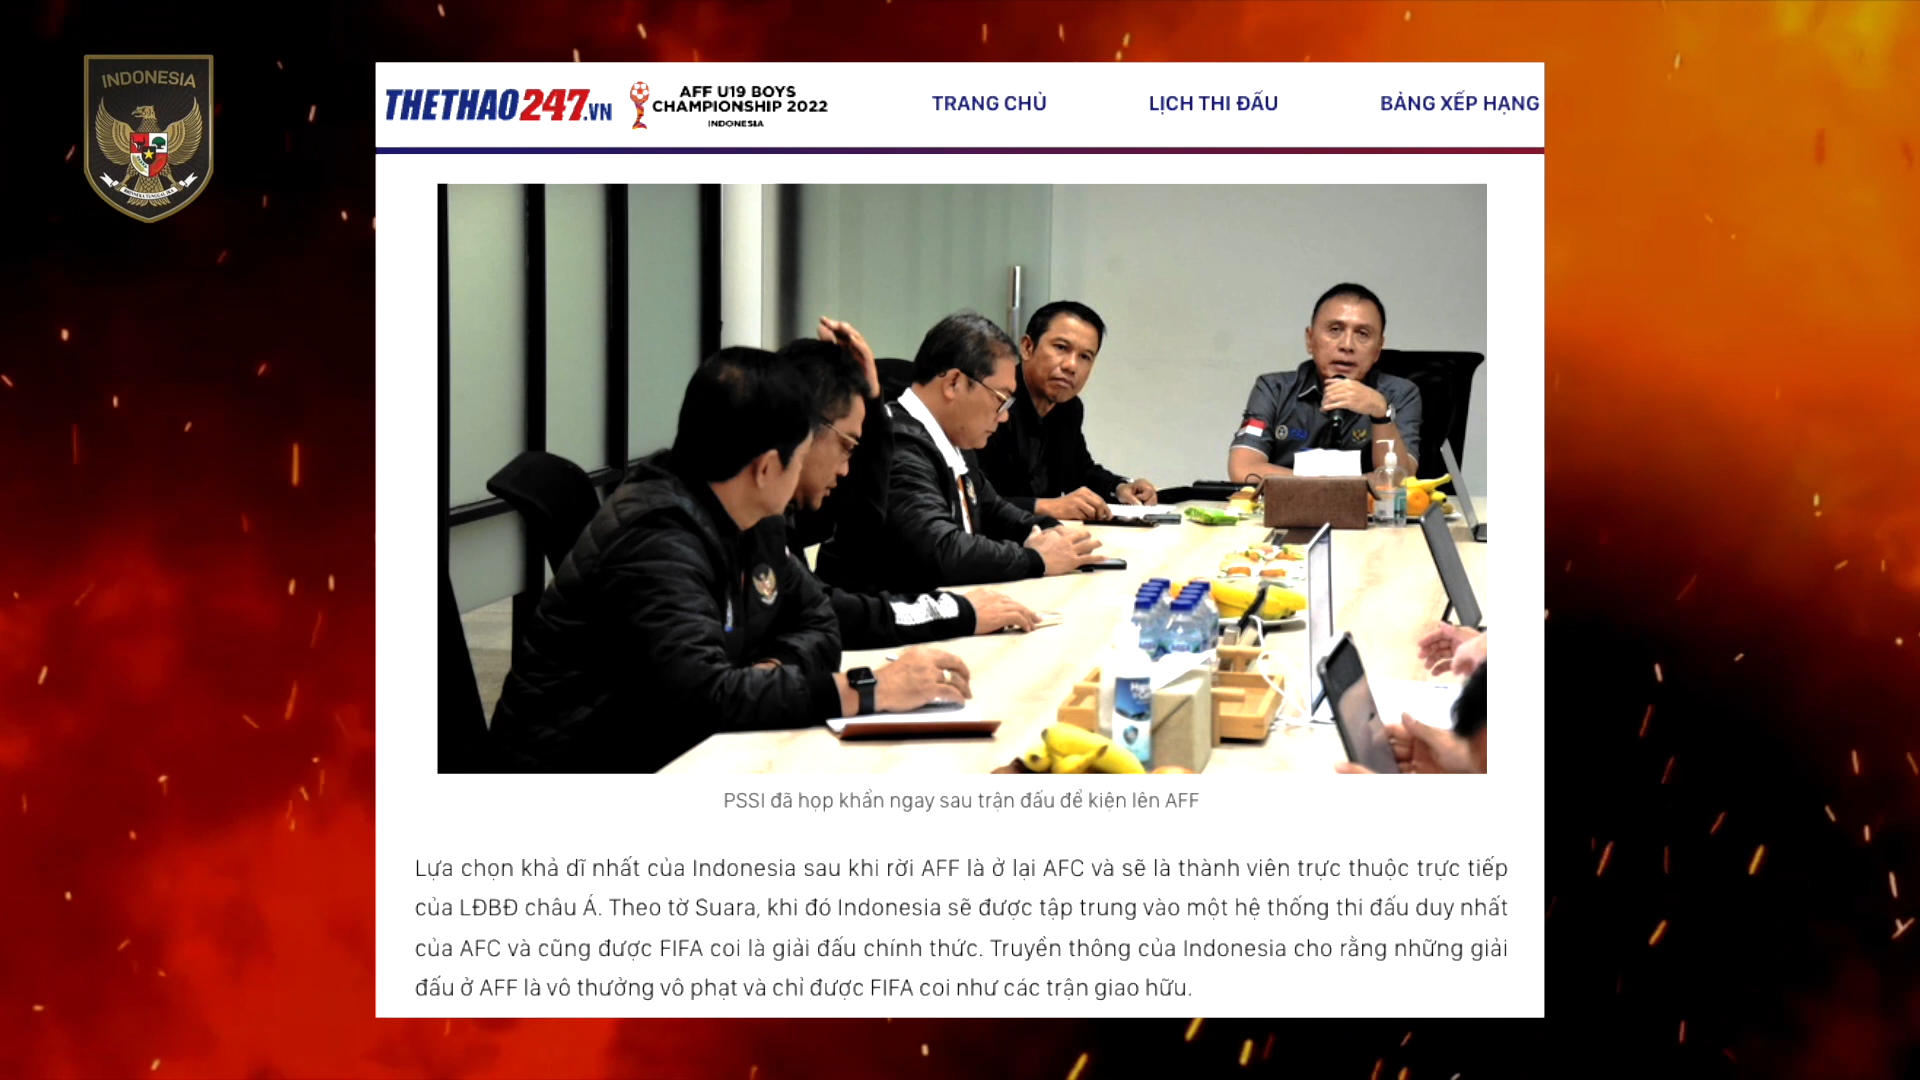 INDONESIA
THETHAO247.VN
AFF U19 BOYS
CHAMPIONSHIP 2022
INDONESIA
TRANG CHỦ
LỊCH THI ĐẤU
BẢNG XẾP HẠNG
PSSI đã họp khẩn ngay sau trận đấu để kiện lên AFF
Lựa chọn khả dĩ nhất của Indonesia sau khi rời AFF là ở lại AFC và sẽ là thành viên trực thuộc trực tiếp
của LĐBĐ châu Á. Theo tờ Suara, khi đó Indonesia sẽ được tập trung vào một hệ thống thi đấu duy nhất
của AFC và cũng được FIFA coi là giải đấu chính thức. Truyền thông của Indonesia cho rằng những giải
đấu ở AFF là vô thưởng vô phạt và chỉ được FIFA coi như các trận giao hữu.